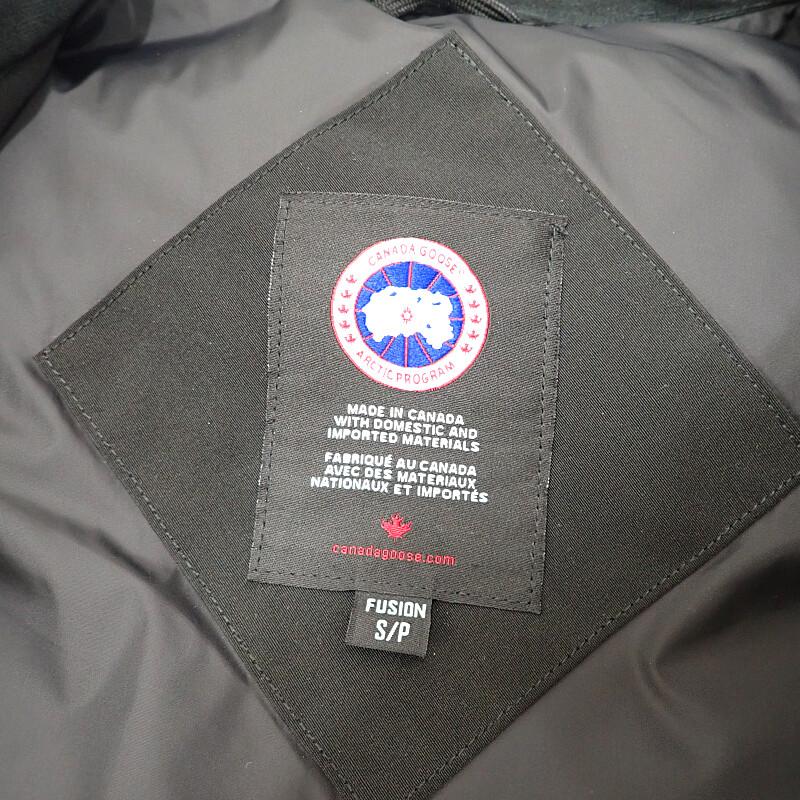 CANADA GOOSE
ARCTIC PROGRAM
MADE IN CANADA
WITH DOMESTIC AND
IMPORTED MATERIALS
FABRIQUÉ AU CANADA
AVEC DES MATERIAUX
NATIONAUX ET IMPORTÉS
canadagoose.com
FUSION
S/P